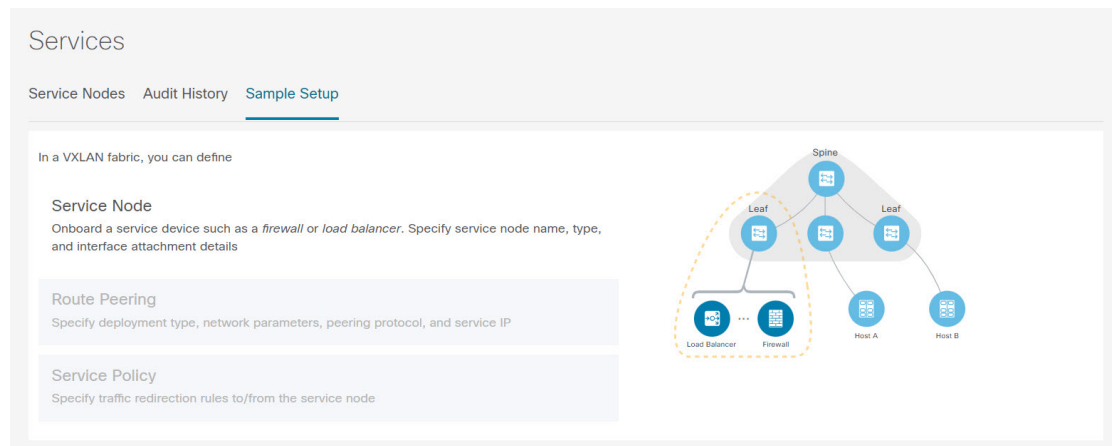 Services
Service Nodes Audit History Sample Setup
In a VXLAN fabric, you can define
Service Node
Onboard a service device such as a firewall or load balancer. Specify service node name, type,
and interface attachment details
Route Peering
Specify deployment type, network parameters, peering protocol, and service IP
Service Policy
Specify traffic redirection rules to/from the service node
Spine
Leaf Leaf
Load Balancer ... Firewall
Host A Host B